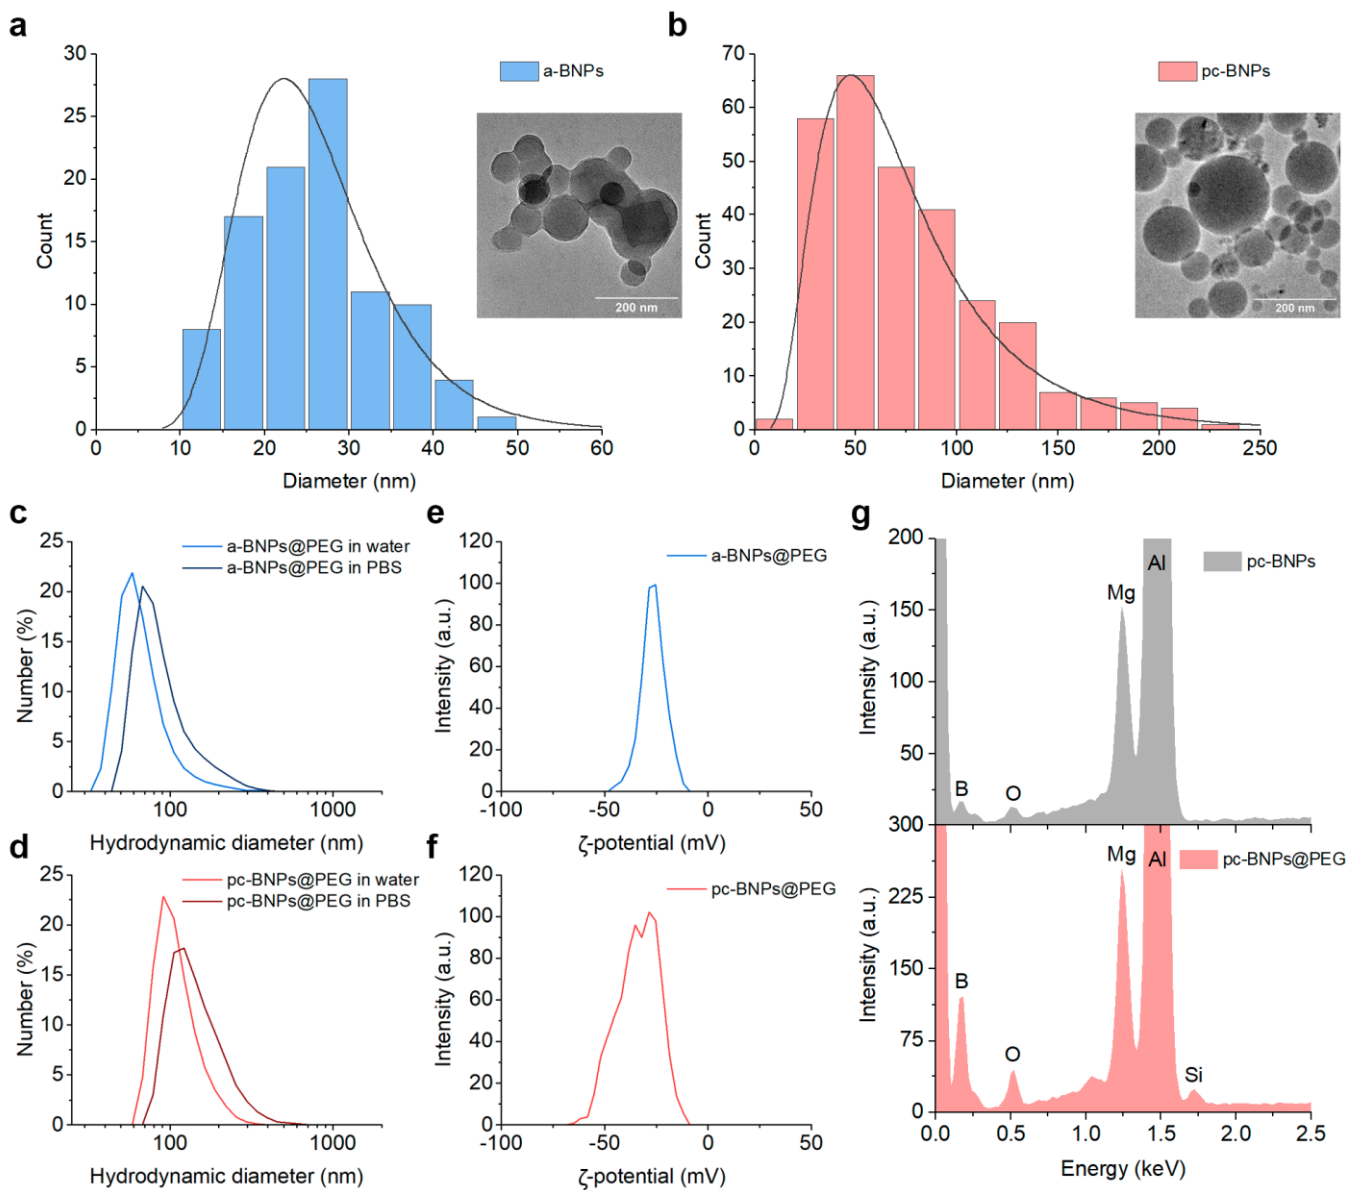 a
30
25
20
15
10
5
0
Count
0 10 20 30 40 50 60
Diameter (nm)
a-BNPs
200 nm
b
70
60
50
40
30
20
10
0
Count
0 50 100 150 200 250
Diameter (nm)
pc-BNPs
200 nm
c
25
20
15
10
5
0
Number (%)
a-BNPs@PEG in water
a-BNPs@PEG in PBS
100 1000
Hydrodynamic diameter (nm)
e
120
100
80
60
40
20
0
Intensity (a.u.)
a-BNPs@PEG
-100 -50 0 50
ζ-potential (mV)
d
25
20
15
10
5
0
Number (%)
pc-BNPs@PEG in water
pc-BNPs@PEG in PBS
100 1000
Hydrodynamic diameter (nm)
f
120
100
80
60
40
20
0
Intensity (a.u.)
pc-BNPs@PEG
-100 -50 0 50
ζ-potential (mV)
g
200
150
100
50
Intensity (a.u.)
B
O
Mg
Al
pc-BNPs
300
225
150
75
0
Intensity (a.u.)
B
O
Mg
Al
Si
pc-BNPs@PEG
0.0 0.5 1.0 1.5 2.0 2.5
Energy (keV)